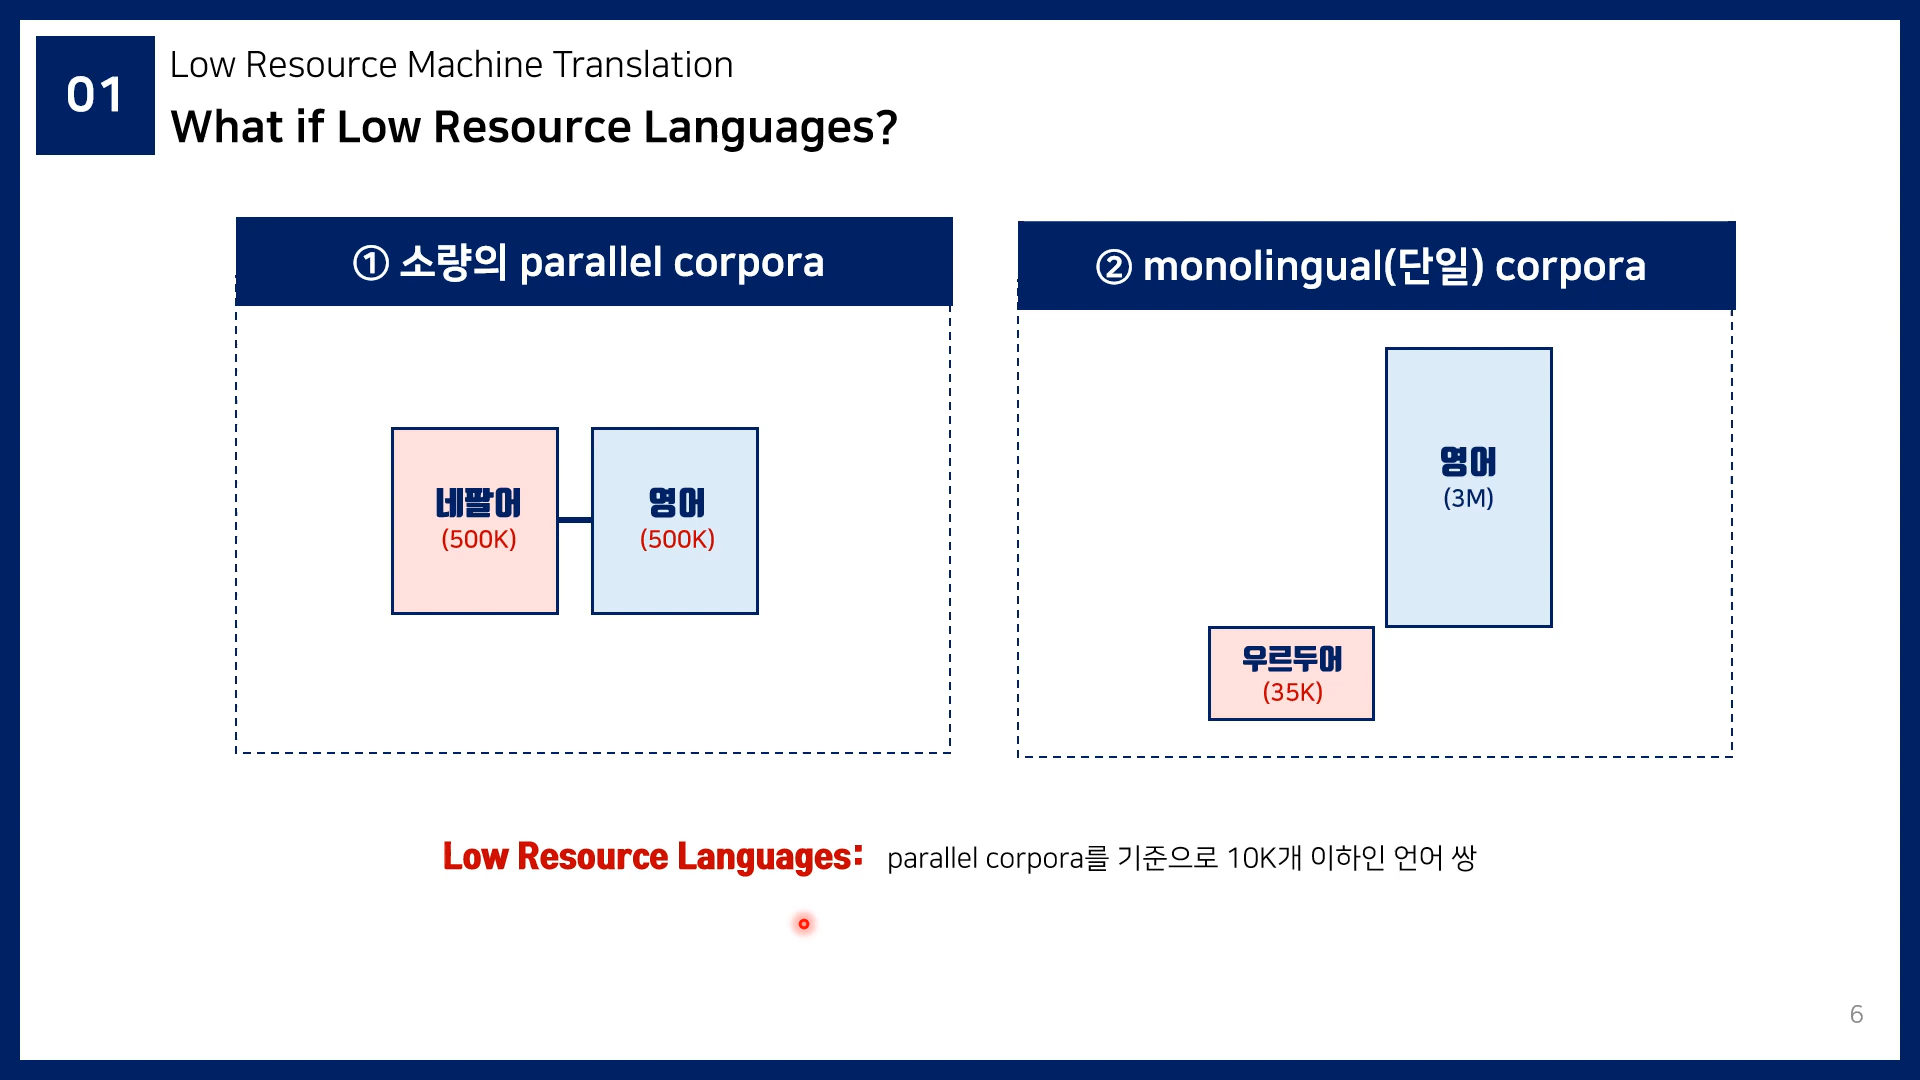 01
Low Resource Machine Translation
What if Low Resource Languages?
① 소량의 parallel corpora
네팔어
(500K)
영어
(500K)
② monolingual(단일) corpora
영어
(3M)
우르두어
(35K)
Low Resource Languages: parallel corpora를 기준으로 10K개 이하인 언어 쌍
6